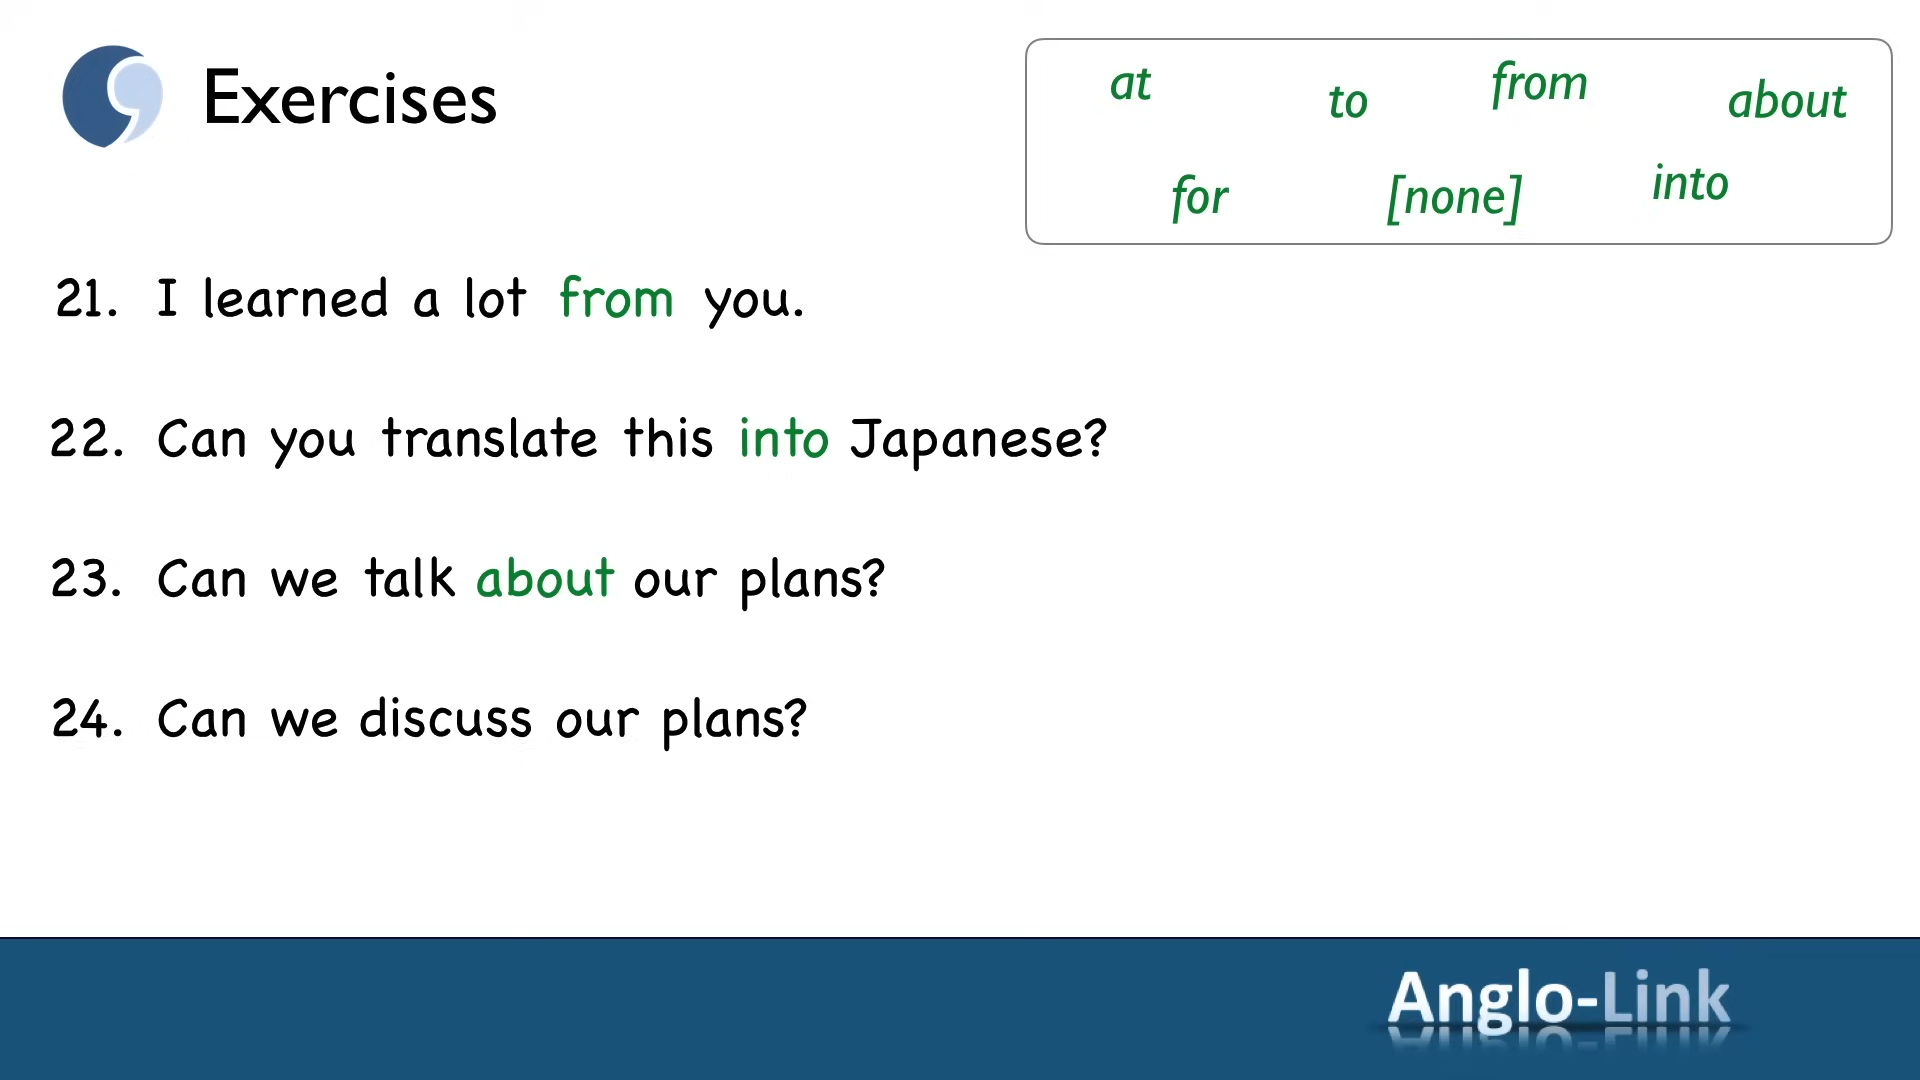 Exercises
at to from about
for [none] into
21. I learned a lot from you.
22. Can you translate this into Japanese?
23. Can we talk about our plans?
24. Can we discuss our plans?
Anglo-Link